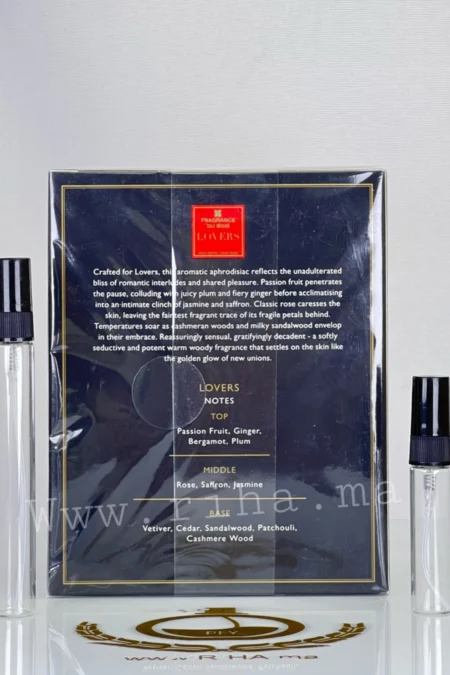 FRAGRANCE
DU BOIS
LOVERS
Crafted for Lovers, this aromatic aphrodisiac reflects the unadulterated
bliss of romantic interludes and shared pleasure. Passion fruit penetrates
the pause, colluding with juicy plum and fiery ginger before acclimatising
into an intimate clinch of jasmine and saffron. Classic rose caresses the
skin, leaving the faintest fragrant trace of its fragile petals behind.
Temperatures soar as cashmeran woods and milky sandalwood envelop
in their embrace. Reassuringly sensual, gratifyingly decadent - a softly
seductive and potent warm woody fragrance that settles on the skin like
the golden glow of new unions.
LOVERS
NOTES
TOP
Passion Fruit, Ginger,
Bergamot, Plum
MIDDLE
Rose, Saffron, Jasmine
www.riha.ma
BASE
Vetiver, Cedar, Sandalwood, Patchouli,
Cashmere Wood
PFY